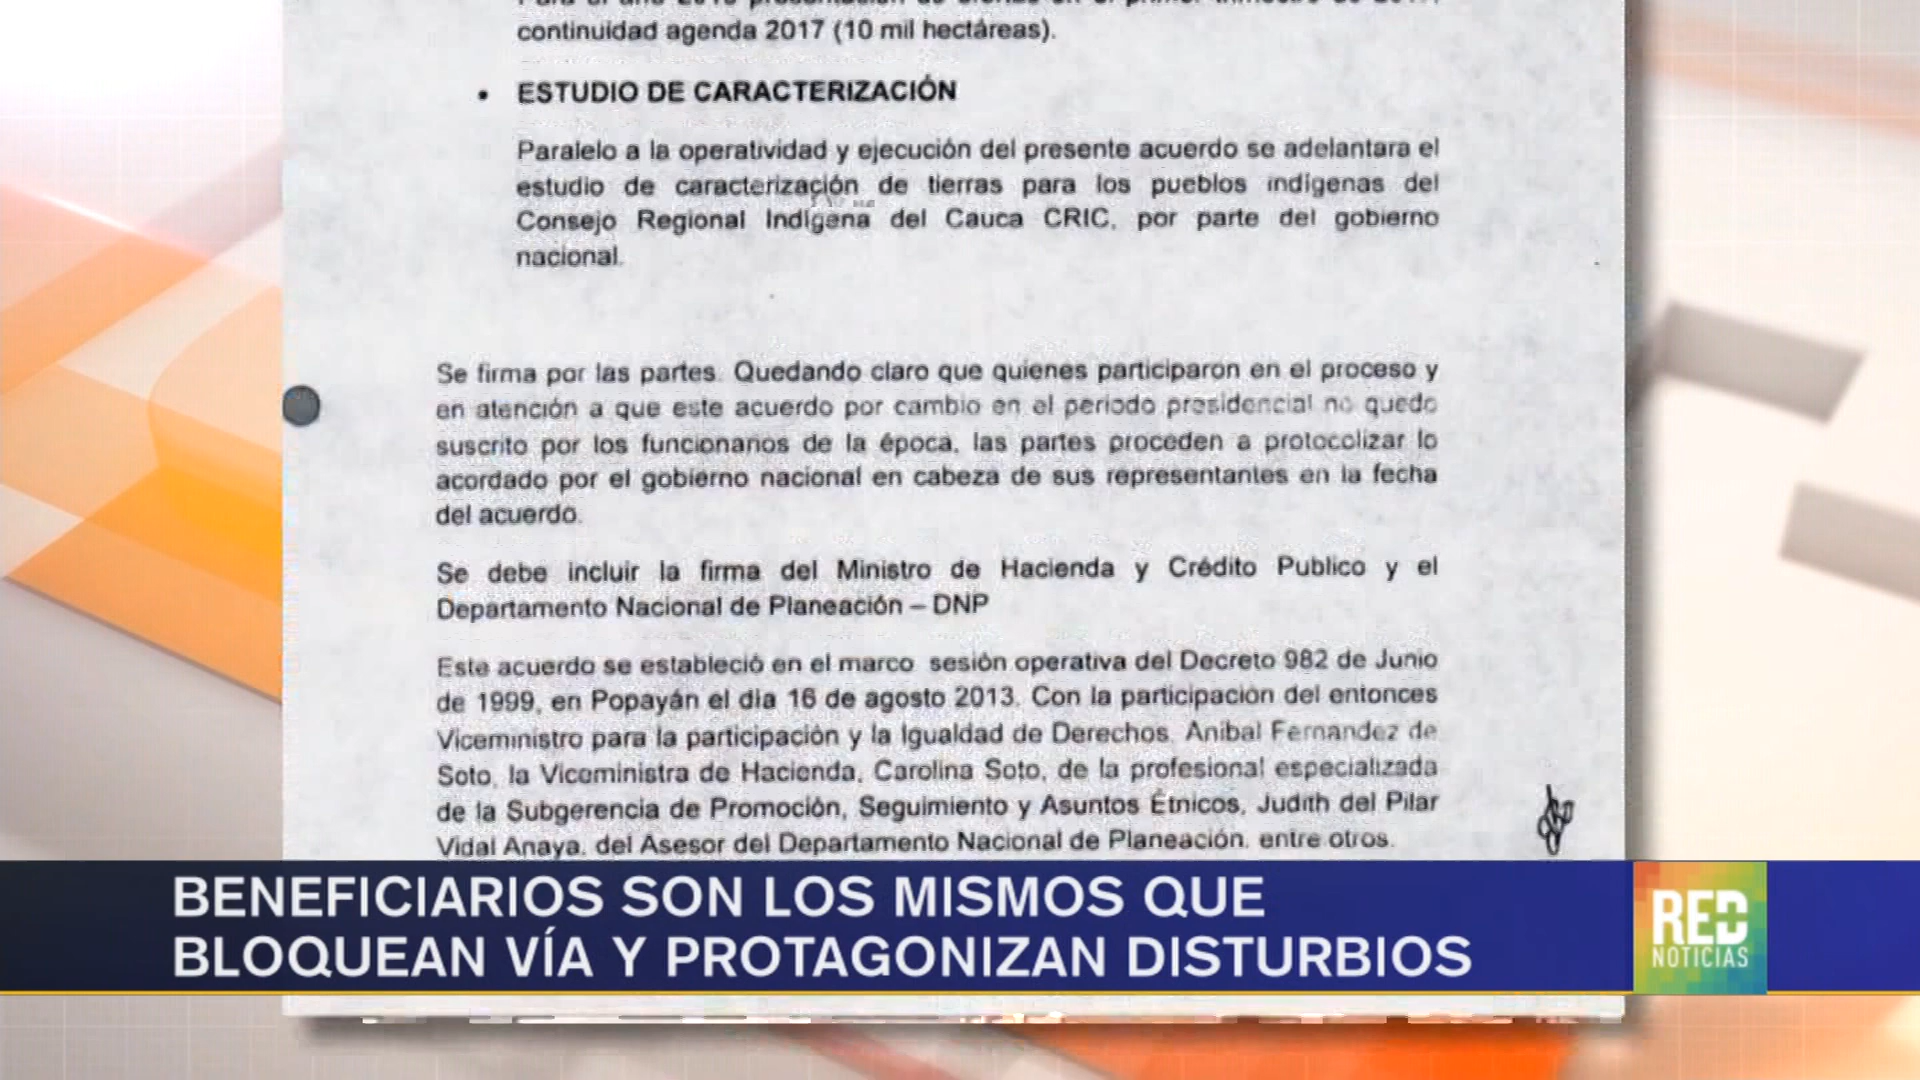 continuidad agenda 2017 (10 mil hectáreas).
• ESTUDIO DE CARACTERIZACIÓN
Paralelo a la operatividad y ejecución del presente acuerdo se adelantara el
estudio de caracterización de tierras para los pueblos indígenas del
Consejo Regional Indígena del Cauca CRIC, por parte del gobierno
nacional.
Se firma por las partes. Quedando claro que quienes participaron en el proceso y
en atención a que este acuerdo por cambio en el periodo presidencial no quedo
suscrito por los funcionarios de la época, las partes proceden a protocolizar lo
acordado por el gobierno nacional en cabeza de sus representantes en la fecha
del acuerdo.
Se debe incluir la firma del Ministro de Hacienda y Crédito Publico y el
Departamento Nacional de Planeación – DNP
Este acuerdo se estableció en el marco sesión operativa del Decreto 982 de Junio
de 1999, en Popayán el dia 16 de agosto 2013. Con la participación del entonces
Viceministro para la participación y la Igualdad de Derechos, Aníbal Fernandez de
Soto, la Viceministra de Hacienda, Carolina Soto, de la profesional especializada
de la Subgerencia de Promoción, Seguimiento y Asuntos Étnicos, Judith del Pilar
Vidal Anaya, del Asesor del Departamento Nacional de Planeación, entre otros.
BENEFICIARIOS SON LOS MISMOS QUE
BLOQUEAN VÍA Y PROTAGONIZAN DISTURBIOS
RED
NOTICIAS